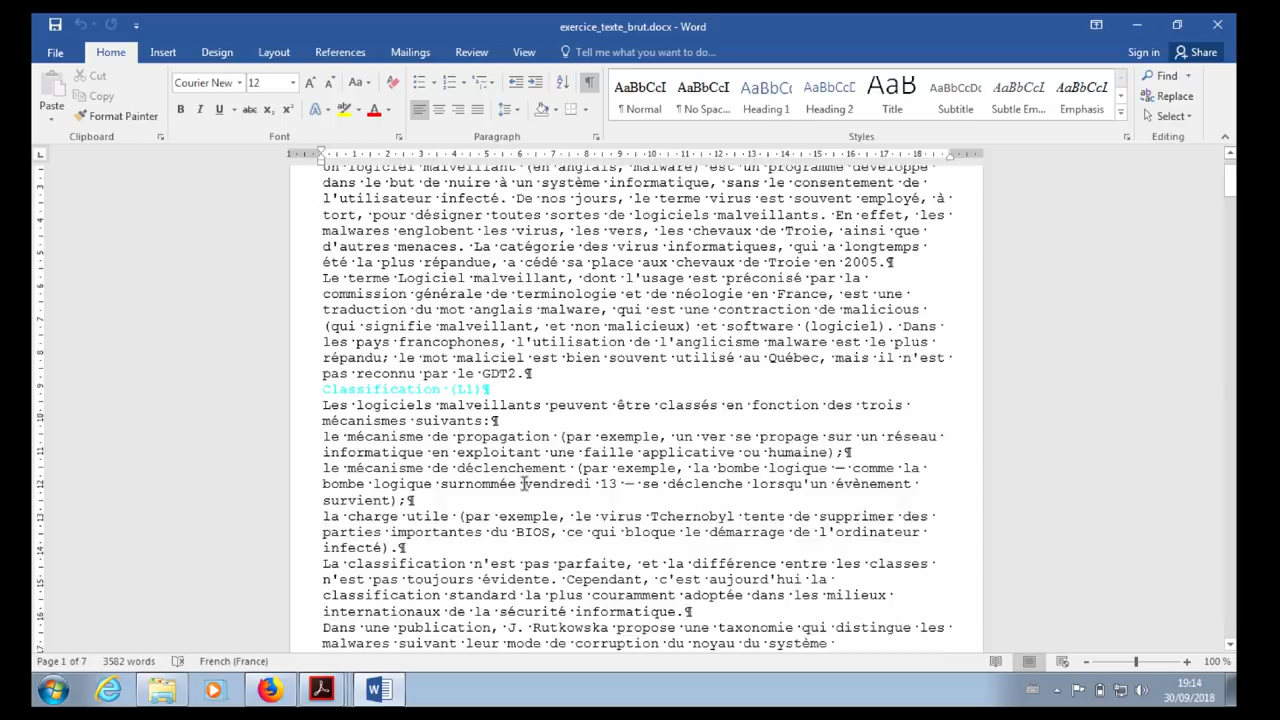 exercice_texte_brut.docx - Word
File Home Insert Design Layout References Mailings Review View Tell me what you want to do... Sign in Share
Paste Cut Copy Format Painter
Courier New 12
AaBbCcI AaBbCcI AaBbCc AaBbCcI AaB AaBbCcDc AaBbCcI AaBbCcI
¶ Normal ¶ No Spac... Heading 1 Heading 2 Title Subtitle Subtle Em... Emphasis
Find Replace Select
Clipboard Font Paragraph Styles Editing
Un logiciel malveillant (en anglais, malware) est un programme développé
dans le but de nuire à un système informatique, sans le consentement de
l'utilisateur infecté. De nos jours, le terme virus est souvent employé, à
tort, pour désigner toutes sortes de logiciels malveillants. En effet, les
malwares englobent les virus, les vers, les chevaux de Troie, ainsi que
d'autres menaces. La catégorie des virus informatiques, qui a longtemps
été la plus répandue, a cédé sa place aux chevaux de Troie en 2005.¶
Le terme Logiciel malveillant, dont l'usage est préconisé par la
commission générale de terminologie et de néologie en France, est une
traduction du mot anglais malware, qui est une contraction de malicious
(qui signifie malveillant, et non malicieux) et software (logiciel). Dans
les pays francophones, l'utilisation de l'anglicisme malware est le plus
répandu; le mot maliciel est bien souvent utilisé au Québec, mais il n'est
pas reconnu par le GDT2.¶
Classification (L1)¶
Les logiciels malveillants peuvent être classés en fonction des trois
mécanismes suivants:¶
le mécanisme de propagation (par exemple, un ver se propage sur un réseau
informatique en exploitant une faille applicative ou humaine);¶
le mécanisme de déclenchement (par exemple, la bombe logique — comme la
bombe logique surnommée vendredi 13 — se déclenche lorsqu'un évènement
survient);¶
la charge utile (par exemple, le virus Tchernobyl tente de supprimer des
parties importantes du BIOS, ce qui bloque le démarrage de l'ordinateur
infecté).¶
La classification n'est pas parfaite, et la différence entre les classes
n'est pas toujours évidente. Cependant, c'est aujourd'hui la
classification standard la plus couramment adoptée dans les milieux
internationaux de la sécurité informatique.¶
Dans une publication, J. Rutkowska propose une taxonomie qui distingue les
malwares suivant leur mode de corruption du noyau du système
Page 1 of 7 3582 words French (France) 100 %
19:14
30/09/2018